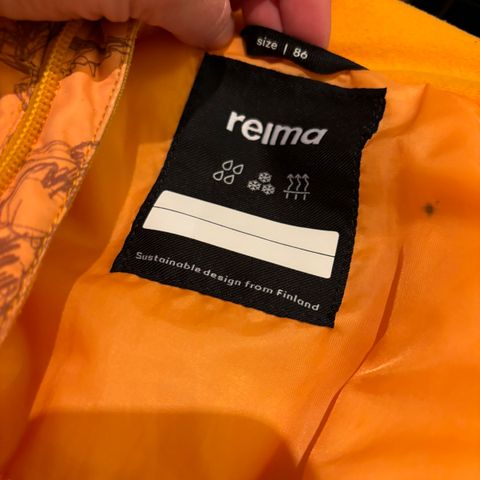 size | 86
reima
Sustainable design from Finland